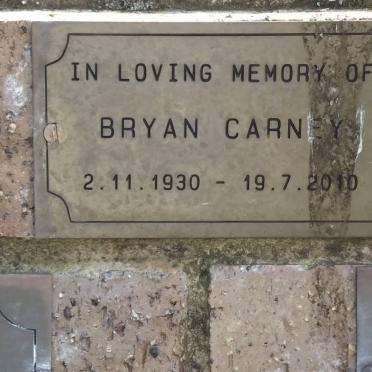 IN LOVING MEMORY OF
BRYAN CARNEY
2.11.1930 - 19.7.2010